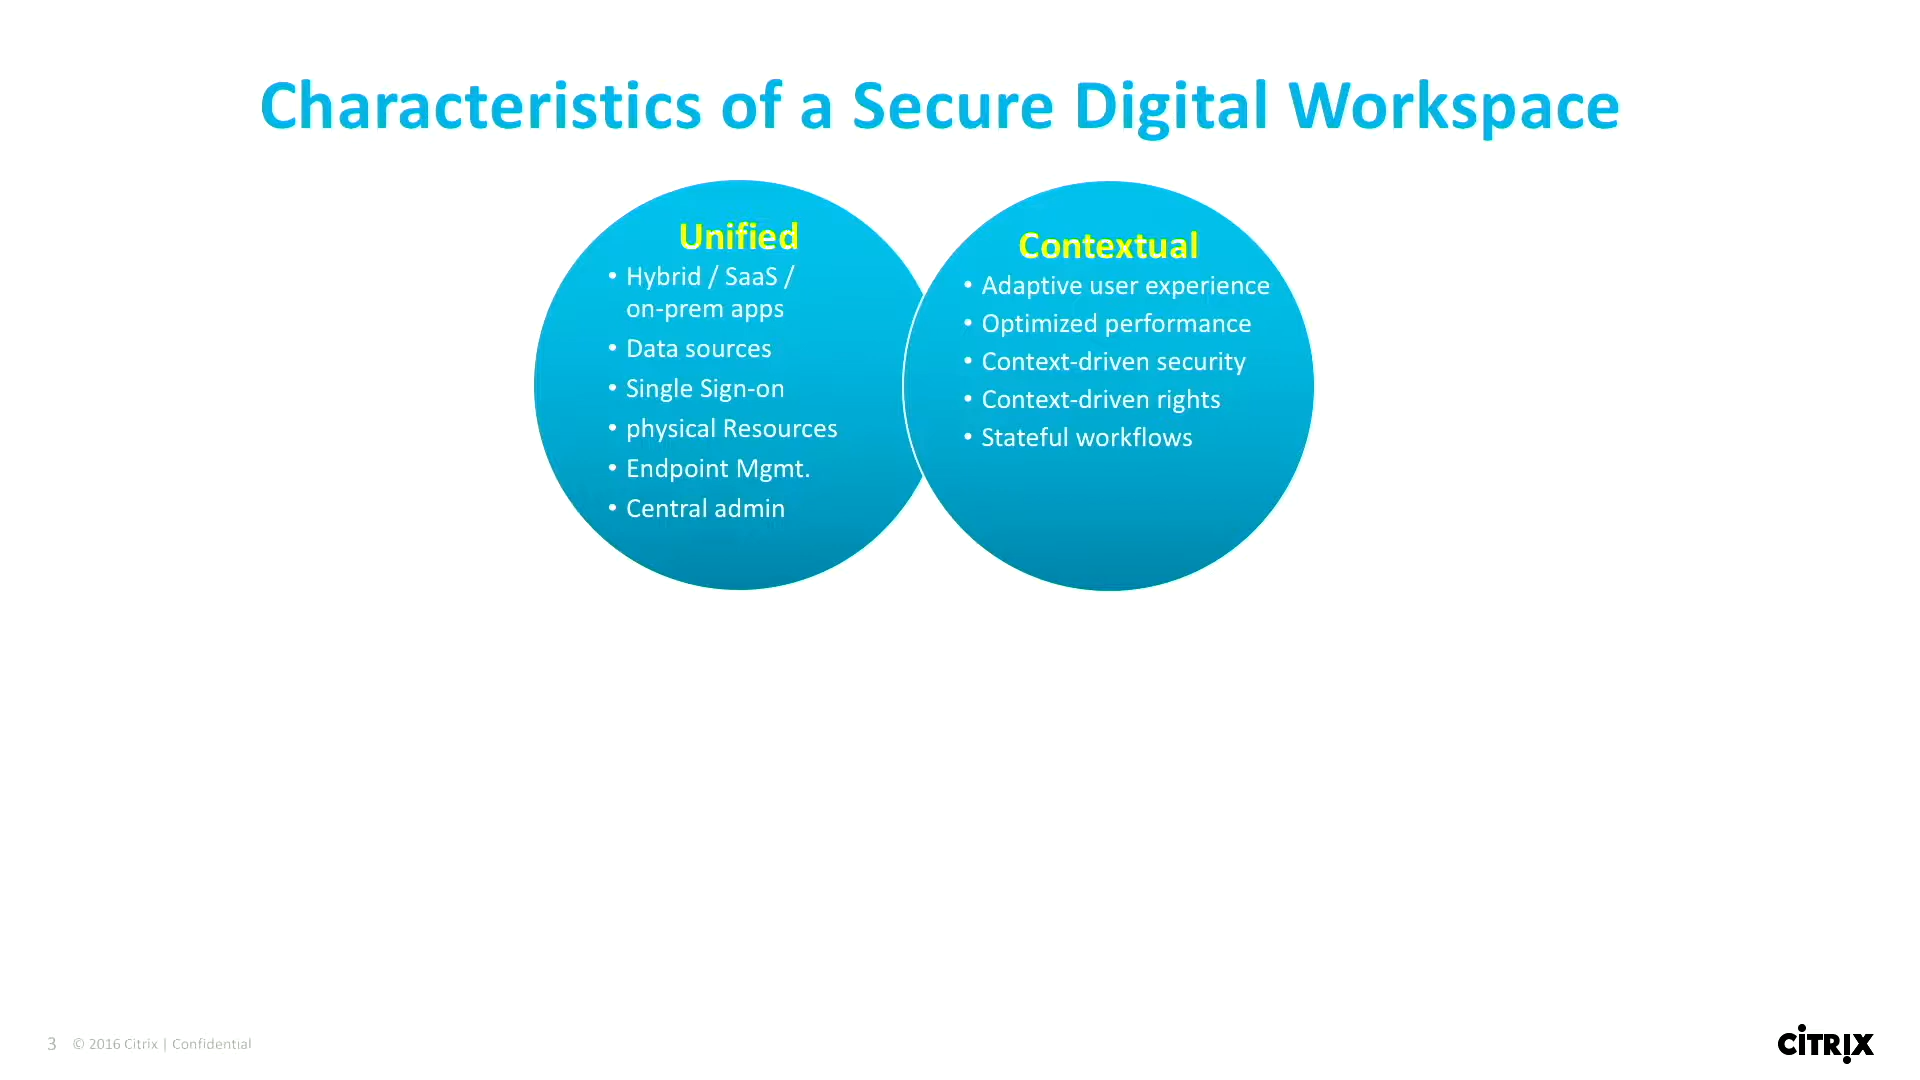 Characteristics of a Secure Digital Workspace
Unified
• Hybrid / SaaS /
on-prem apps
• Data sources
• Single Sign-on
• physical Resources
• Endpoint Mgmt.
• Central admin
Contextual
• Adaptive user experience
• Optimized performance
• Context-driven security
• Context-driven rights
• Stateful workflows
3 © 2016 Citrix | Confidential
CiTRIX